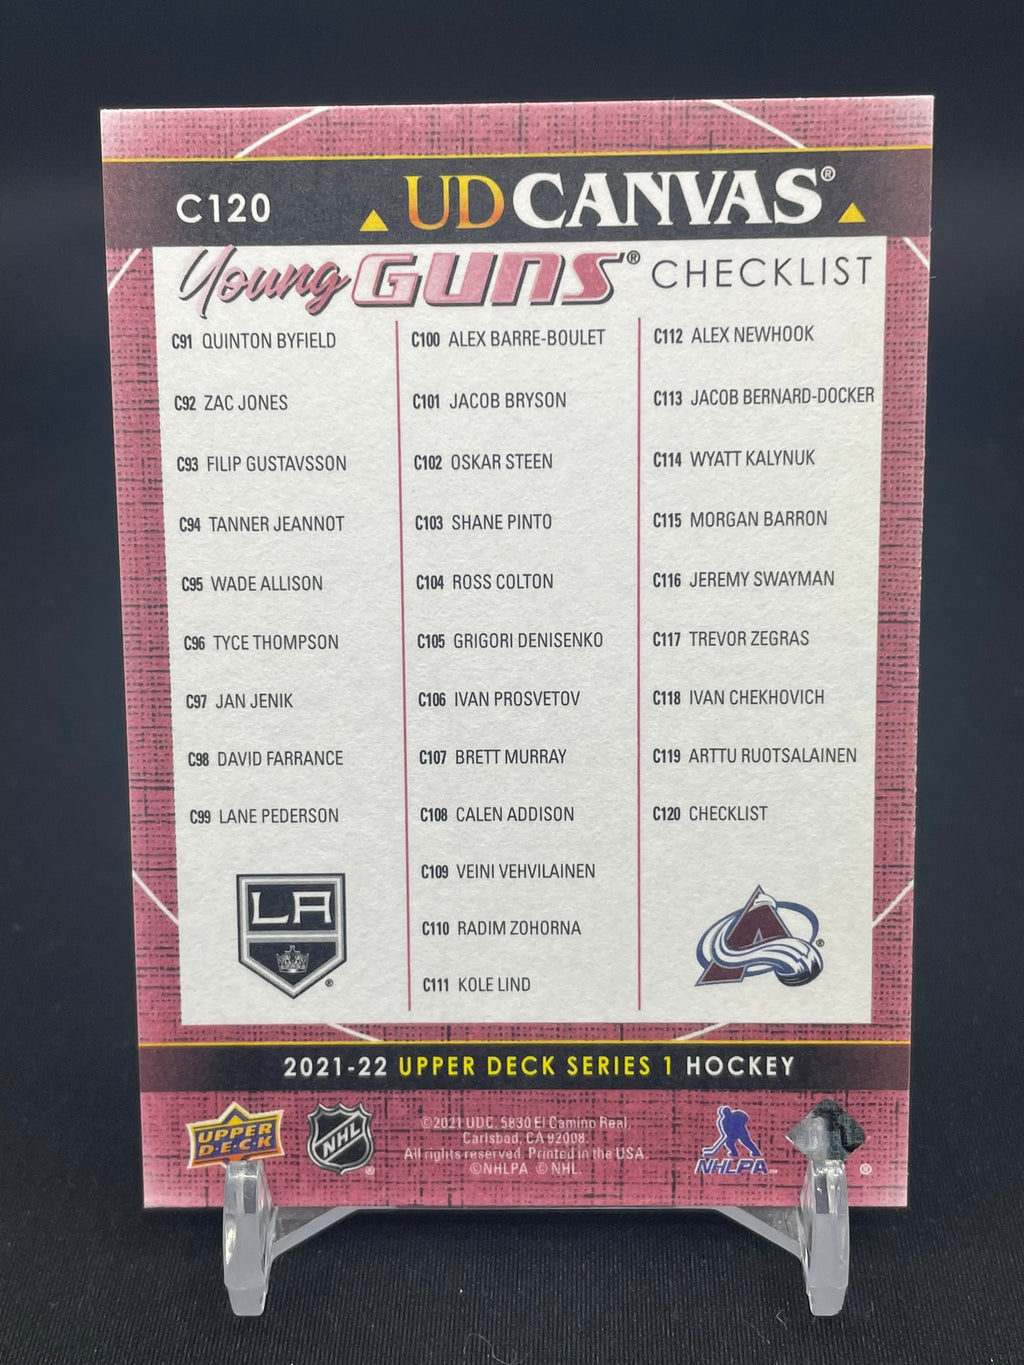 C120 UD CANVAS®
Young GUNS® CHECKLIST
C91 QUINTON BYFIELD
C92 ZAC JONES
C93 FILIP GUSTAVSSON
C94 TANNER JEANNOT
C95 WADE ALLISON
C96 TYCE THOMPSON
C97 JAN JENIK
C98 DAVID FARRANCE
C99 LANE PEDERSON
LA
®
C100 ALEX BARRE-BOULET
C101 JACOB BRYSON
C102 OSKAR STEEN
C103 SHANE PINTO
C104 ROSS COLTON
C105 GRIGORI DENISENKO
C106 IVAN PROSVETOV
C107 BRETT MURRAY
C108 CALEN ADDISON
C109 VEINI VEHVILAINEN
C110 RADIM ZOHORNA
C111 KOLE LIND
C112 ALEX NEWHOOK
C113 JACOB BERNARD-DOCKER
C114 WYATT KALYNUK
C115 MORGAN BARRON
C116 JEREMY SWAYMAN
C117 TREVOR ZEGRAS
C118 IVAN CHEKHOVICH
C119 ARTTU RUOTSALAINEN
C120 CHECKLIST
A
®
2021-22 UPPER DECK SERIES 1 HOCKEY
UPPER
D·E·C·K
NHL
®
©2021 UDC. 5830 El Camino Real,
Carlsbad, CA 92008.
All rights reserved. Printed in the USA.
©NHLPA. © NHL.
NHLPA™
®